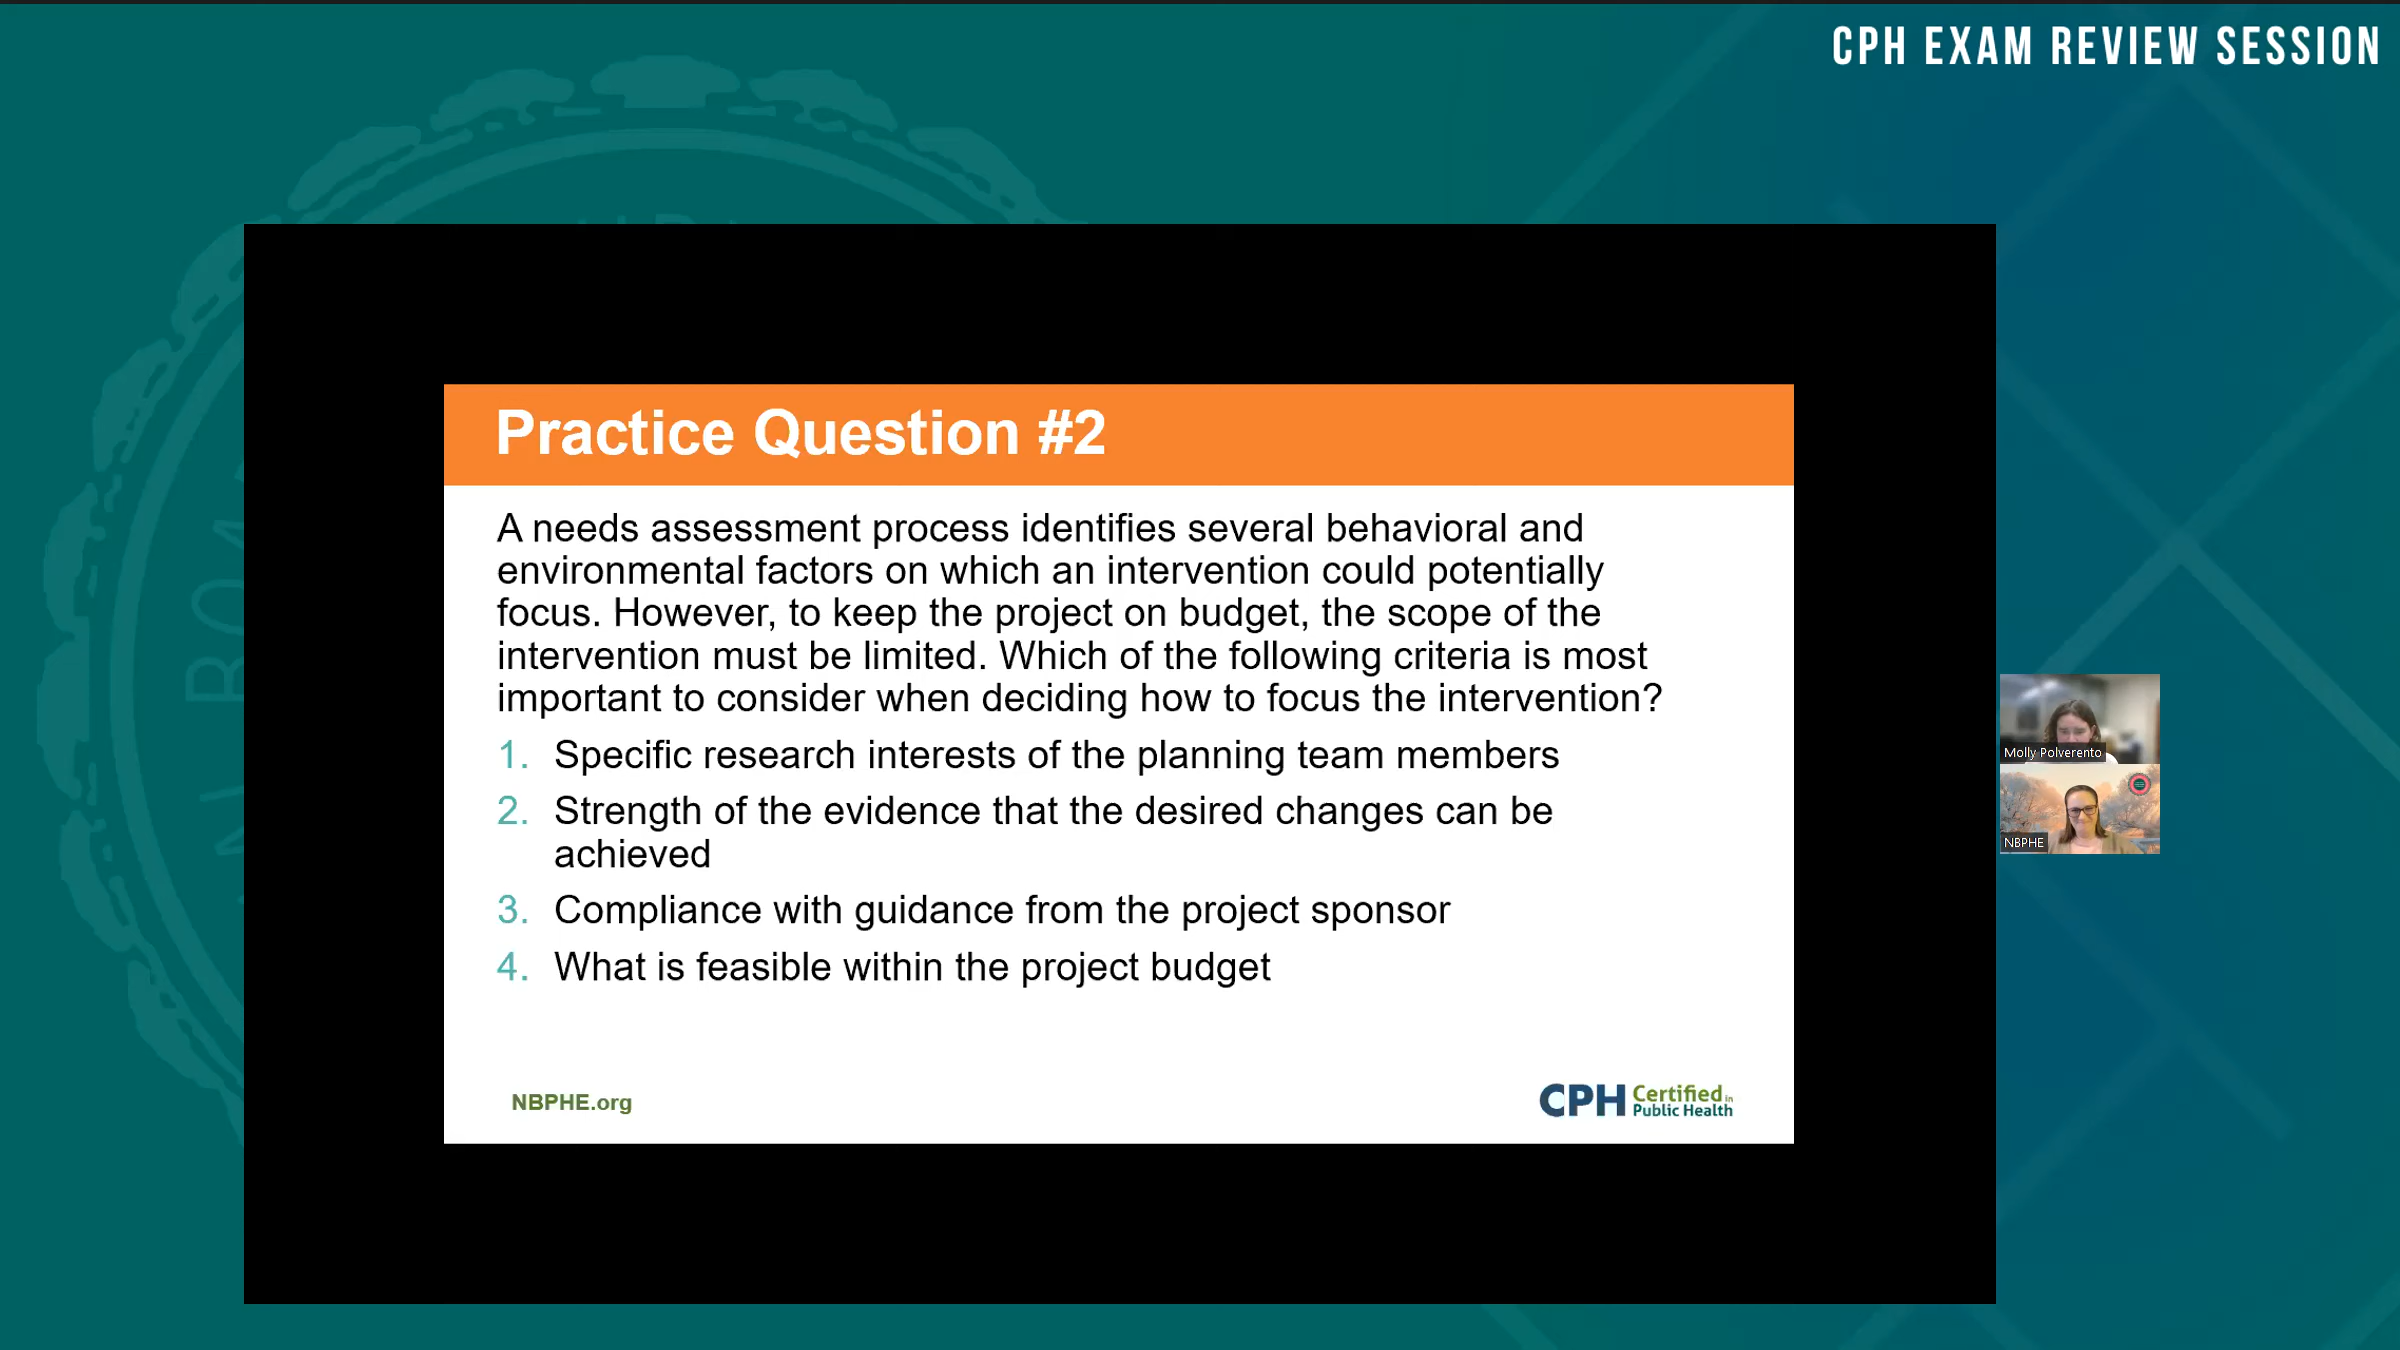 CPH EXAM REVIEW SESSION
Practice Question #2
A needs assessment process identifies several behavioral and
environmental factors on which an intervention could potentially
focus. However, to keep the project on budget, the scope of the
intervention must be limited. Which of the following criteria is most
important to consider when deciding how to focus the intervention?
1. Specific research interests of the planning team members
2. Strength of the evidence that the desired changes can be
achieved
3. Compliance with guidance from the project sponsor
4. What is feasible within the project budget
NBPHE.org
CPH Certified in
Public Health
Molly Polverento
NBPHE